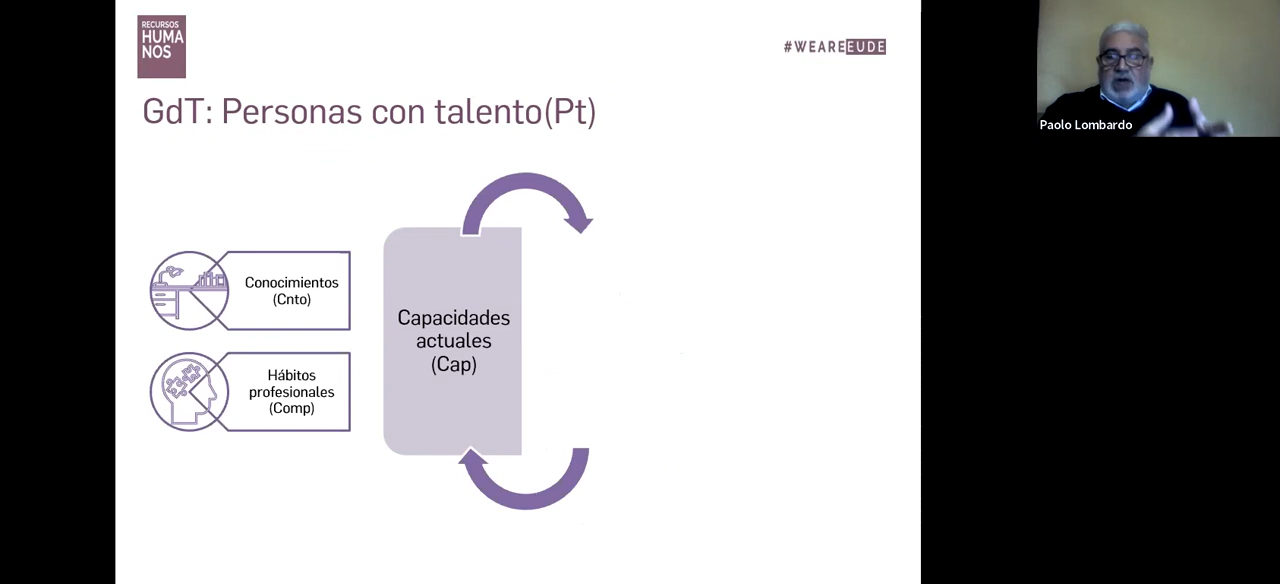 RECURSOS
HUMA
NOS
#WEAREEUDE
GdT: Personas con talento(Pt)
Conocimientos
(Cnto)
Hábitos
profesionales
(Comp)
Capacidades
actuales
(Cap)
Paolo Lombardo